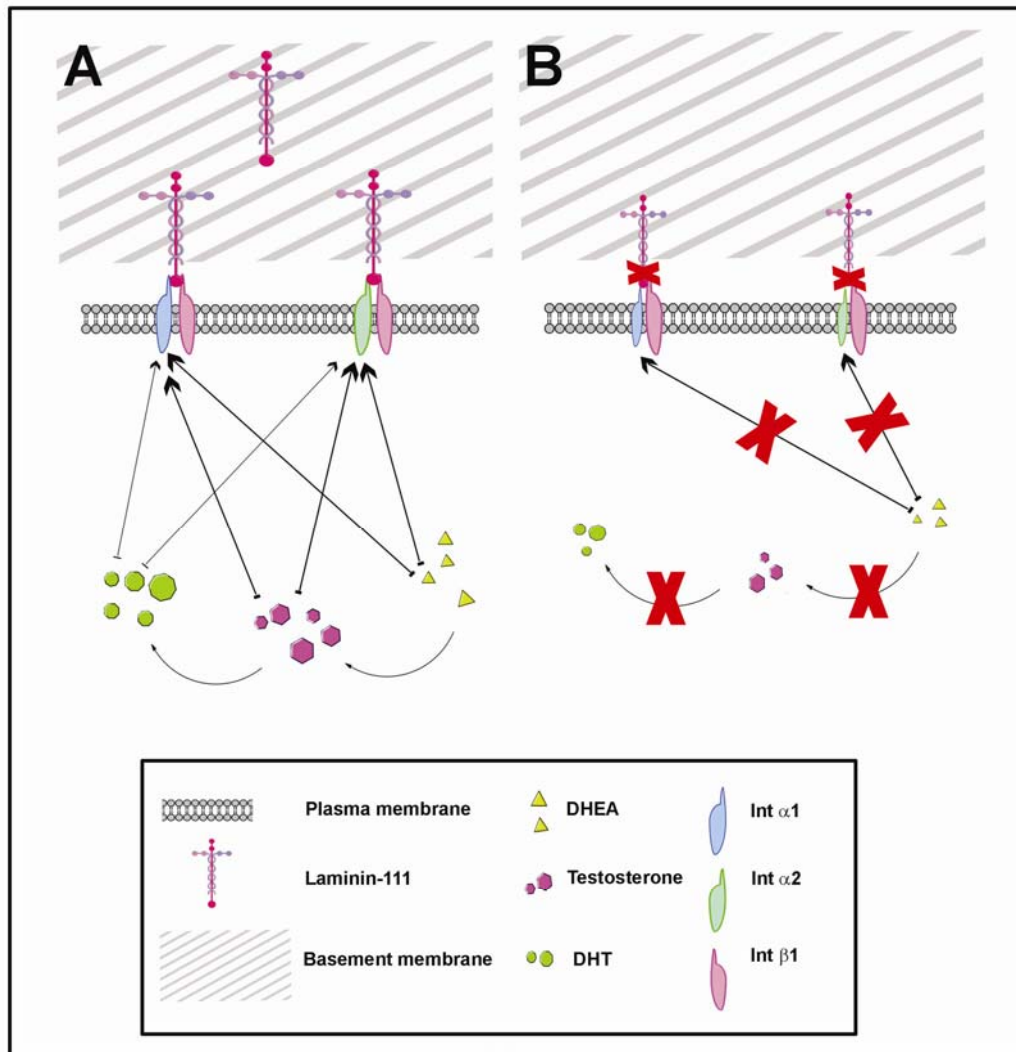 A
B
Plasma membrane
DHEA
Int α1
Laminin-111
Testosterone
Int α2
Basement membrane
DHT
Int β1